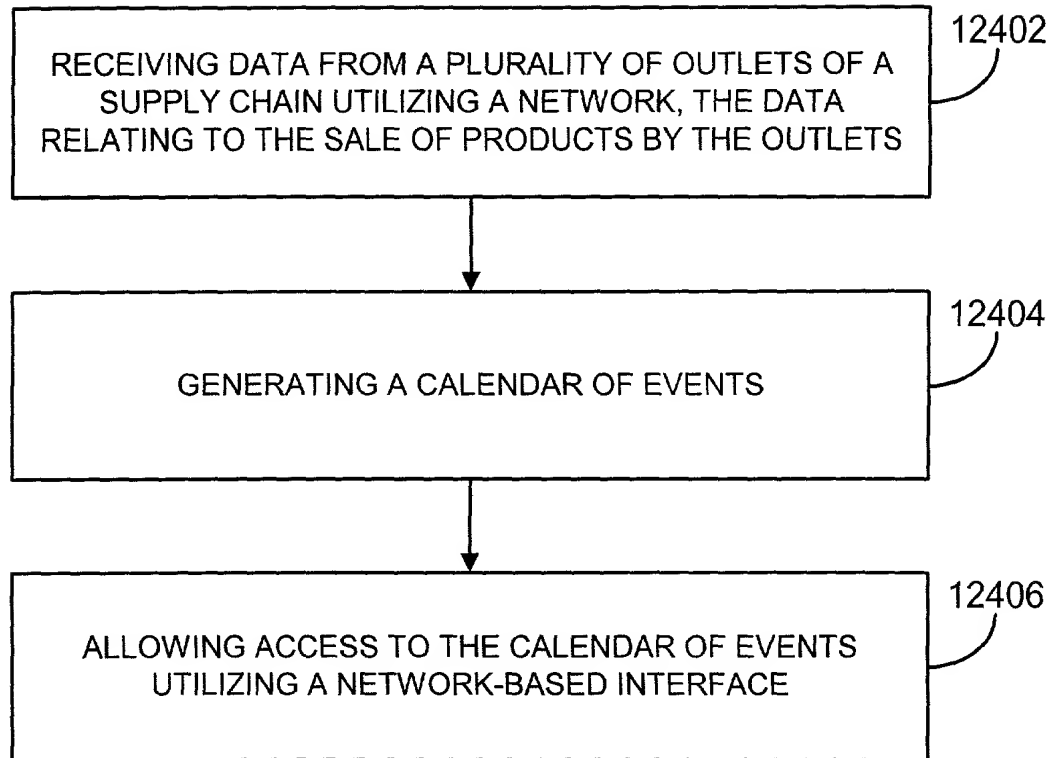 12402
RECEIVING DATA FROM A PLURALITY OF OUTLETS OF A
SUPPLY CHAIN UTILIZING A NETWORK, THE DATA
RELATING TO THE SALE OF PRODUCTS BY THE OUTLETS
12404
GENERATING A CALENDAR OF EVENTS
12406
ALLOWING ACCESS TO THE CALENDAR OF EVENTS
UTILIZING A NETWORK-BASED INTERFACE